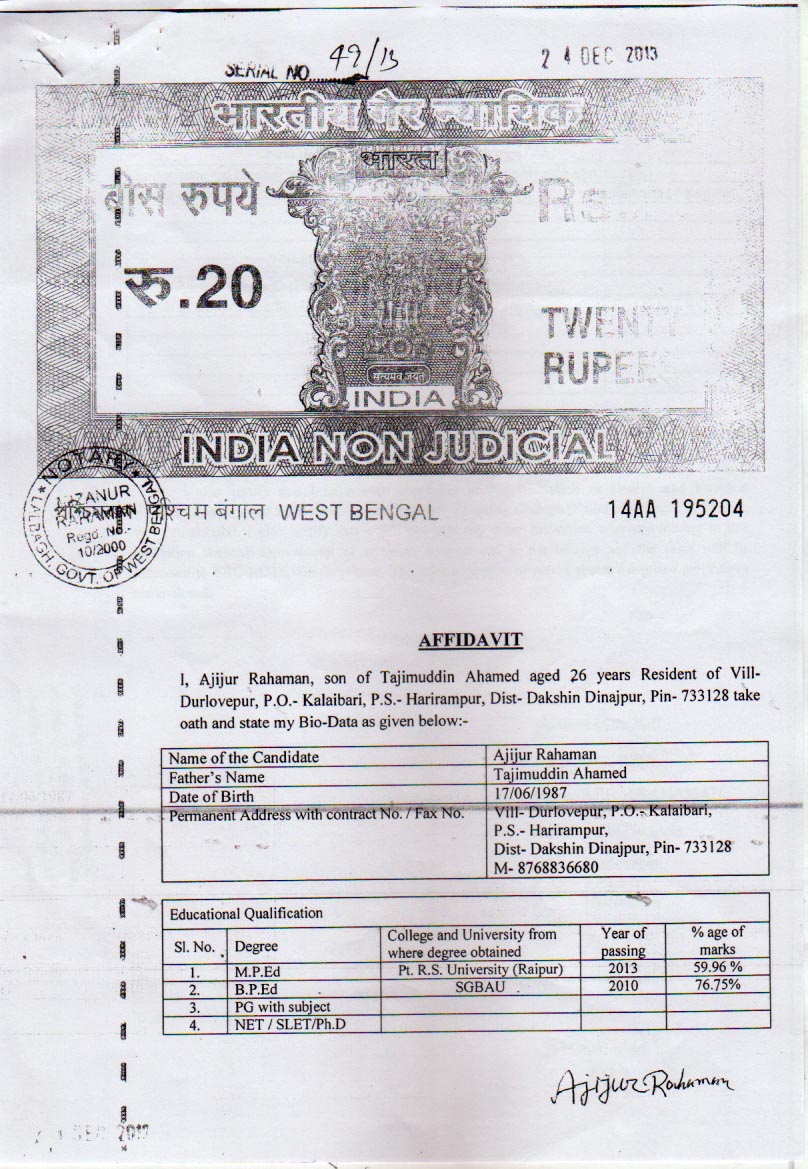 SERIAL NO 49/13
24 DEC 2013
भारतीय गैर न्यायिक
भारत
बीस रुपये
रु.20
Rs.
TWENTY
RUPEES
सत्यमेव जयते
INDIA
INDIA NON JUDICIAL
NOTARY
RAHAMAN
Regd. No.-
10/2000
LALBAGH, GOVT. OF WEST BENGAL
पश्चिम बंगाल WEST BENGAL
14AA 195204
AFFIDAVIT
I, Ajijur Rahaman, son of Tajimuddin Ahamed aged 26 years Resident of Vill-
Durlovepur, P.O.- Kalaibari, P.S.- Harirampur, Dist- Dakshin Dinajpur, Pin- 733128 take
oath and state my Bio-Data as given below:-
Name of the Candidate Ajijur Rahaman
Father's Name Tajimuddin Ahamed
Date of Birth 17/06/1987
Permanent Address with contract No. / Fax No. Vill- Durlovepur, P.O.- Kalaibari,
P.S.- Harirampur,
Dist- Dakshin Dinajpur, Pin- 733128
M- 8768836680
Educational Qualification
Sl. No. Degree College and University from where degree obtained Year of passing % age of marks
1. M.P.Ed Pt. R.S. University (Raipur) 2013 59.96 %
2. B.P.Ed SGBAU 2010 76.75%
3. PG with subject
4. NET / SLET/Ph.D
Ajijur Rahaman